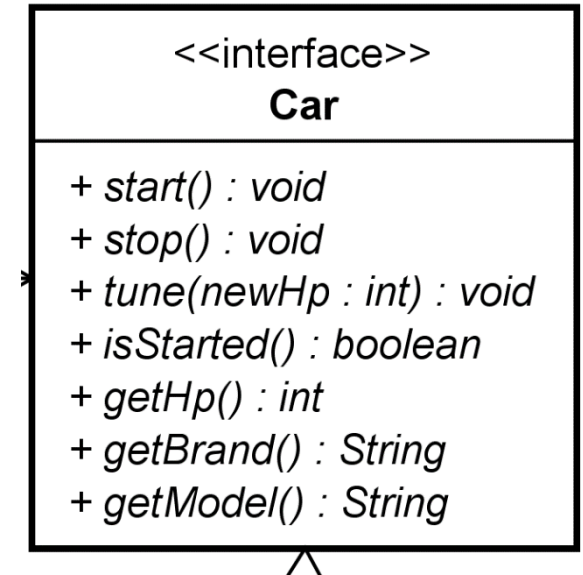 <<interface>>
Car
+ start() : void
+ stop() : void
+ tune(newHp : int) : void
+ isStarted() : boolean
+ getHp() : int
+ getBrand() : String
+ getModel() : String